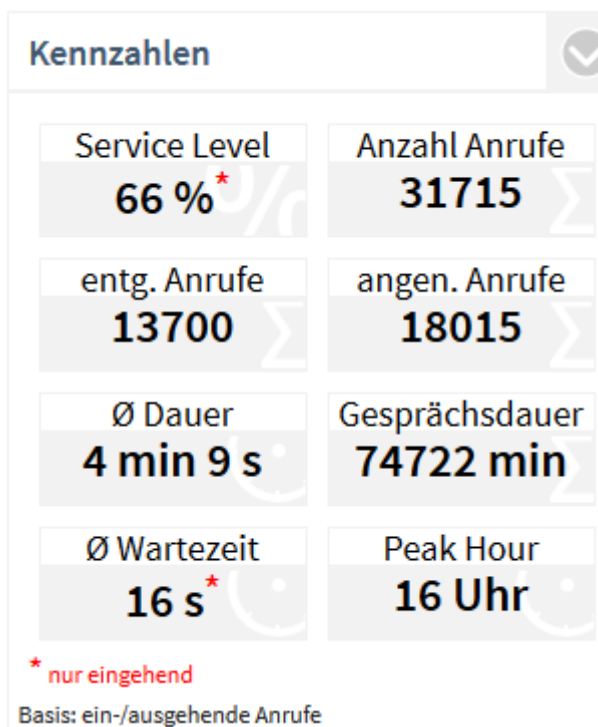 Kennzahlen
Service Level
66 %*
Anzahl Anrufe
31715
entg. Anrufe
13700
angen. Anrufe
18015
Ø Dauer
4 min 9 s
Gesprächsdauer
74722 min
Ø Wartezeit
16 s*
Peak Hour
16 Uhr
* nur eingehend
Basis: ein-/ausgehende Anrufe